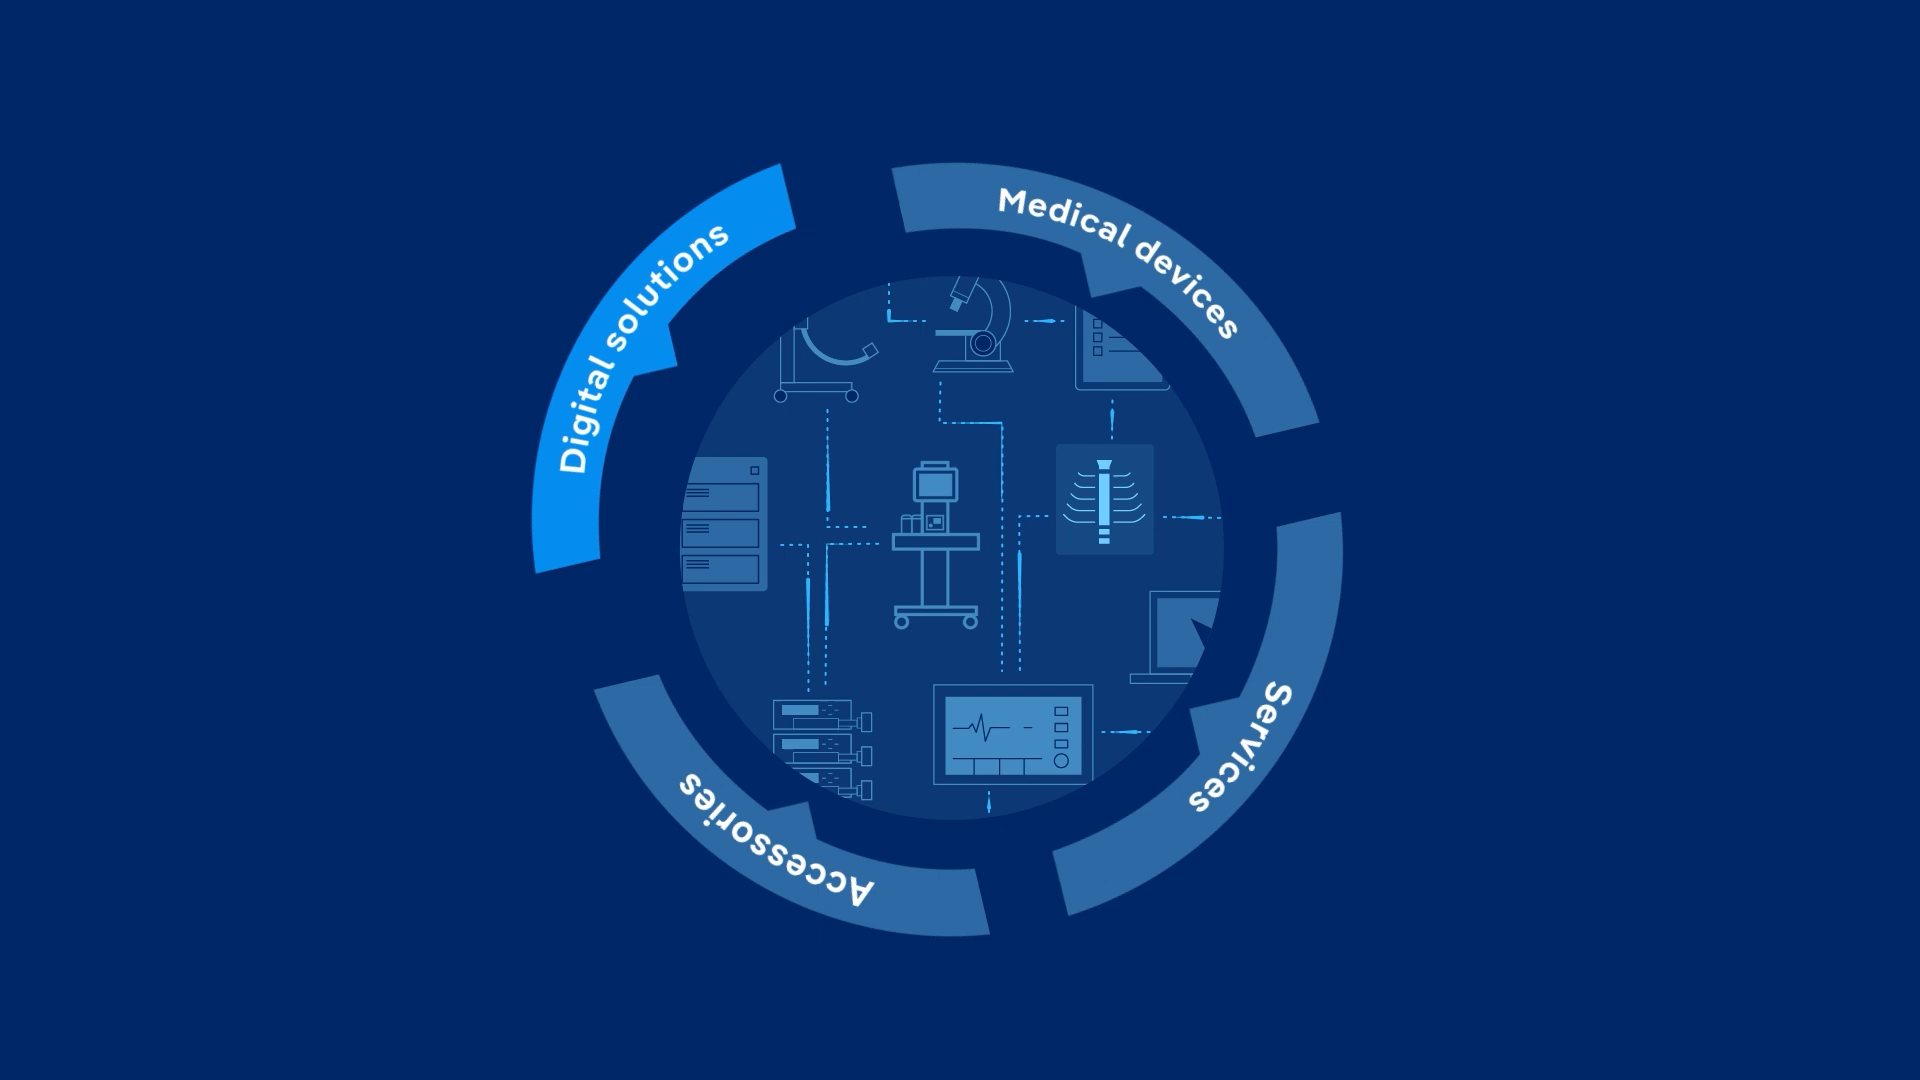 Digital solutions
Medical devices
Services
Accessories